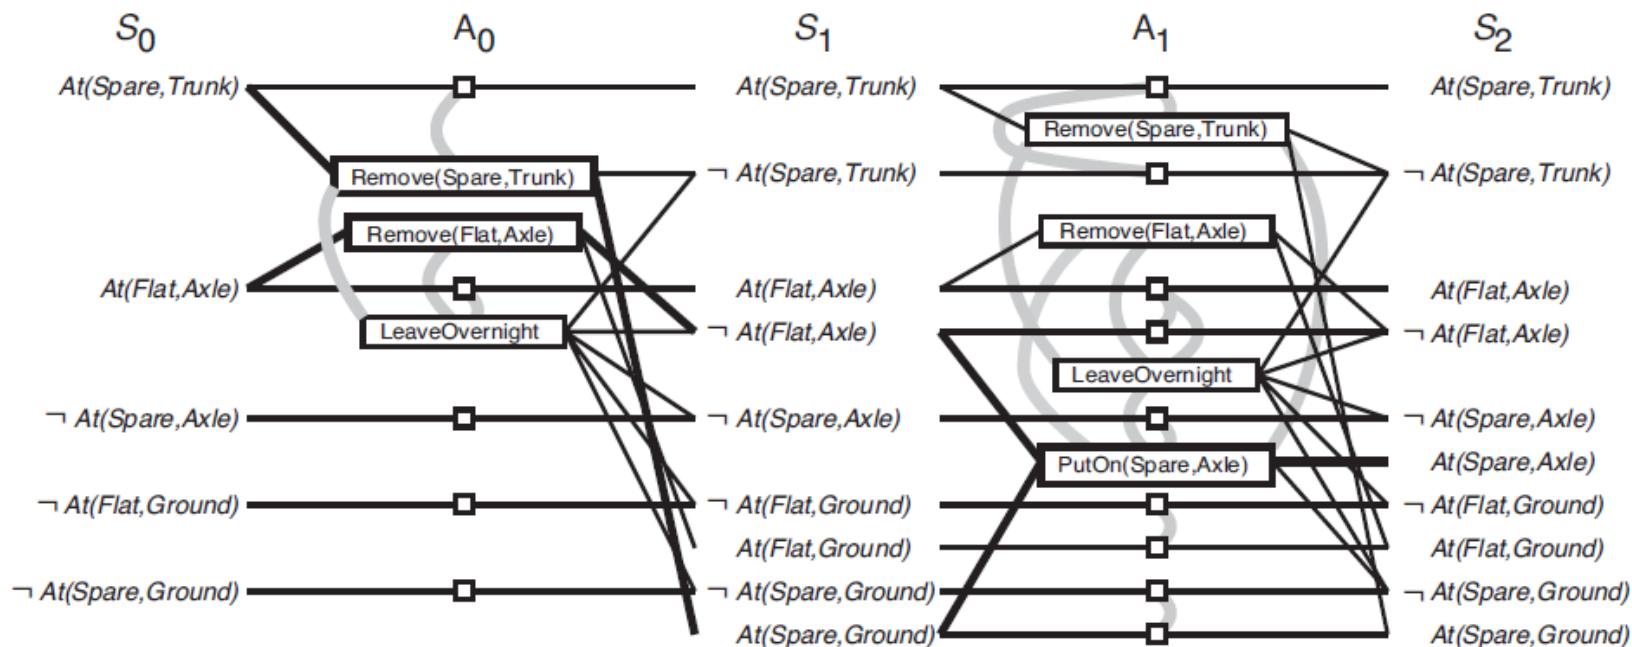 S0 A0 S1 A1 S2
At(Spare,Trunk) At(Spare,Trunk) At(Spare,Trunk)
Remove(Spare,Trunk)
Remove(Spare,Trunk) ¬ At(Spare,Trunk) ¬ At(Spare,Trunk)
Remove(Flat,Axle) Remove(Flat,Axle)
At(Flat,Axle) At(Flat,Axle) At(Flat,Axle)
LeaveOvernight ¬ At(Flat,Axle) ¬ At(Flat,Axle)
LeaveOvernight
¬ At(Spare,Axle) ¬ At(Spare,Axle) ¬ At(Spare,Axle)
PutOn(Spare,Axle) At(Spare,Axle)
¬ At(Flat,Ground) ¬ At(Flat,Ground) ¬ At(Flat,Ground)
At(Flat,Ground) At(Flat,Ground)
¬ At(Spare,Ground) ¬ At(Spare,Ground) ¬ At(Spare,Ground)
At(Spare,Ground) At(Spare,Ground)